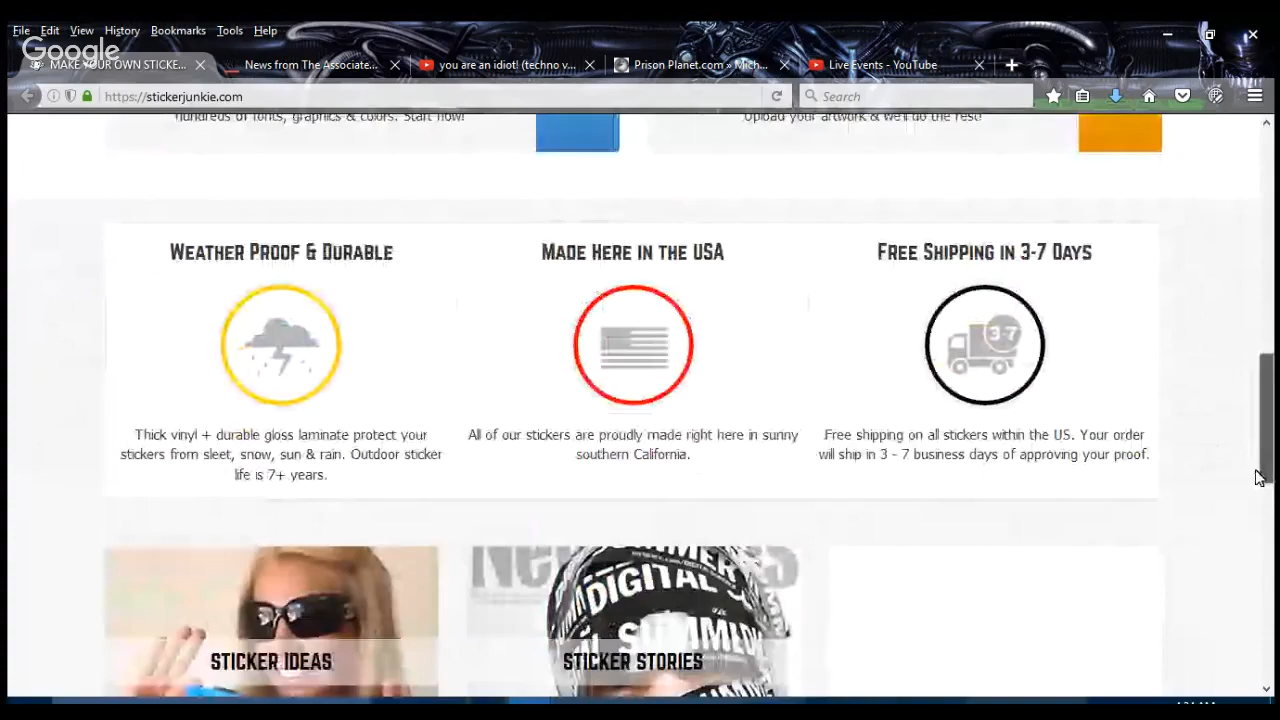 File Edit View History Bookmarks Tools Help
Google
MAKE YOUR OWN STICKE...
News from The Associate...
you are an idiot! (techno v...
Prison Planet.com » Mich...
Live Events - YouTube
https://stickerjunkie.com
Search
hundreds of fonts, graphics & colors. Start now!
Upload your artwork & we'll do the rest!
WEATHER PROOF & DURABLE
MADE HERE IN THE USA
FREE SHIPPING IN 3-7 DAYS
3-7
Thick vinyl + durable gloss laminate protect your
stickers from sleet, snow, sun & rain. Outdoor sticker
life is 7+ years.
All of our stickers are proudly made right here in sunny
southern California.
Free shipping on all stickers within the US. Your order
will ship in 3 - 7 business days of approving your proof.
DIGITAL
STICKER IDEAS
STICKER STORIES